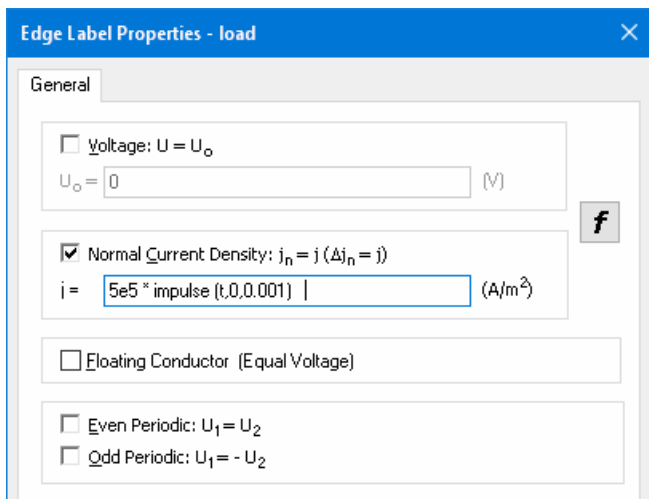 Edge Label Properties - load
General
Voltage: U = Uₒ
Uₒ = 0 (V)
f
Normal Current Density: jₙ = j (Δjₙ = j)
j = 5e5 * impulse (t,0,0.001) (A/m²)
Floating Conductor (Equal Voltage)
Even Periodic: U₁ = U₂
Odd Periodic: U₁ = - U₂